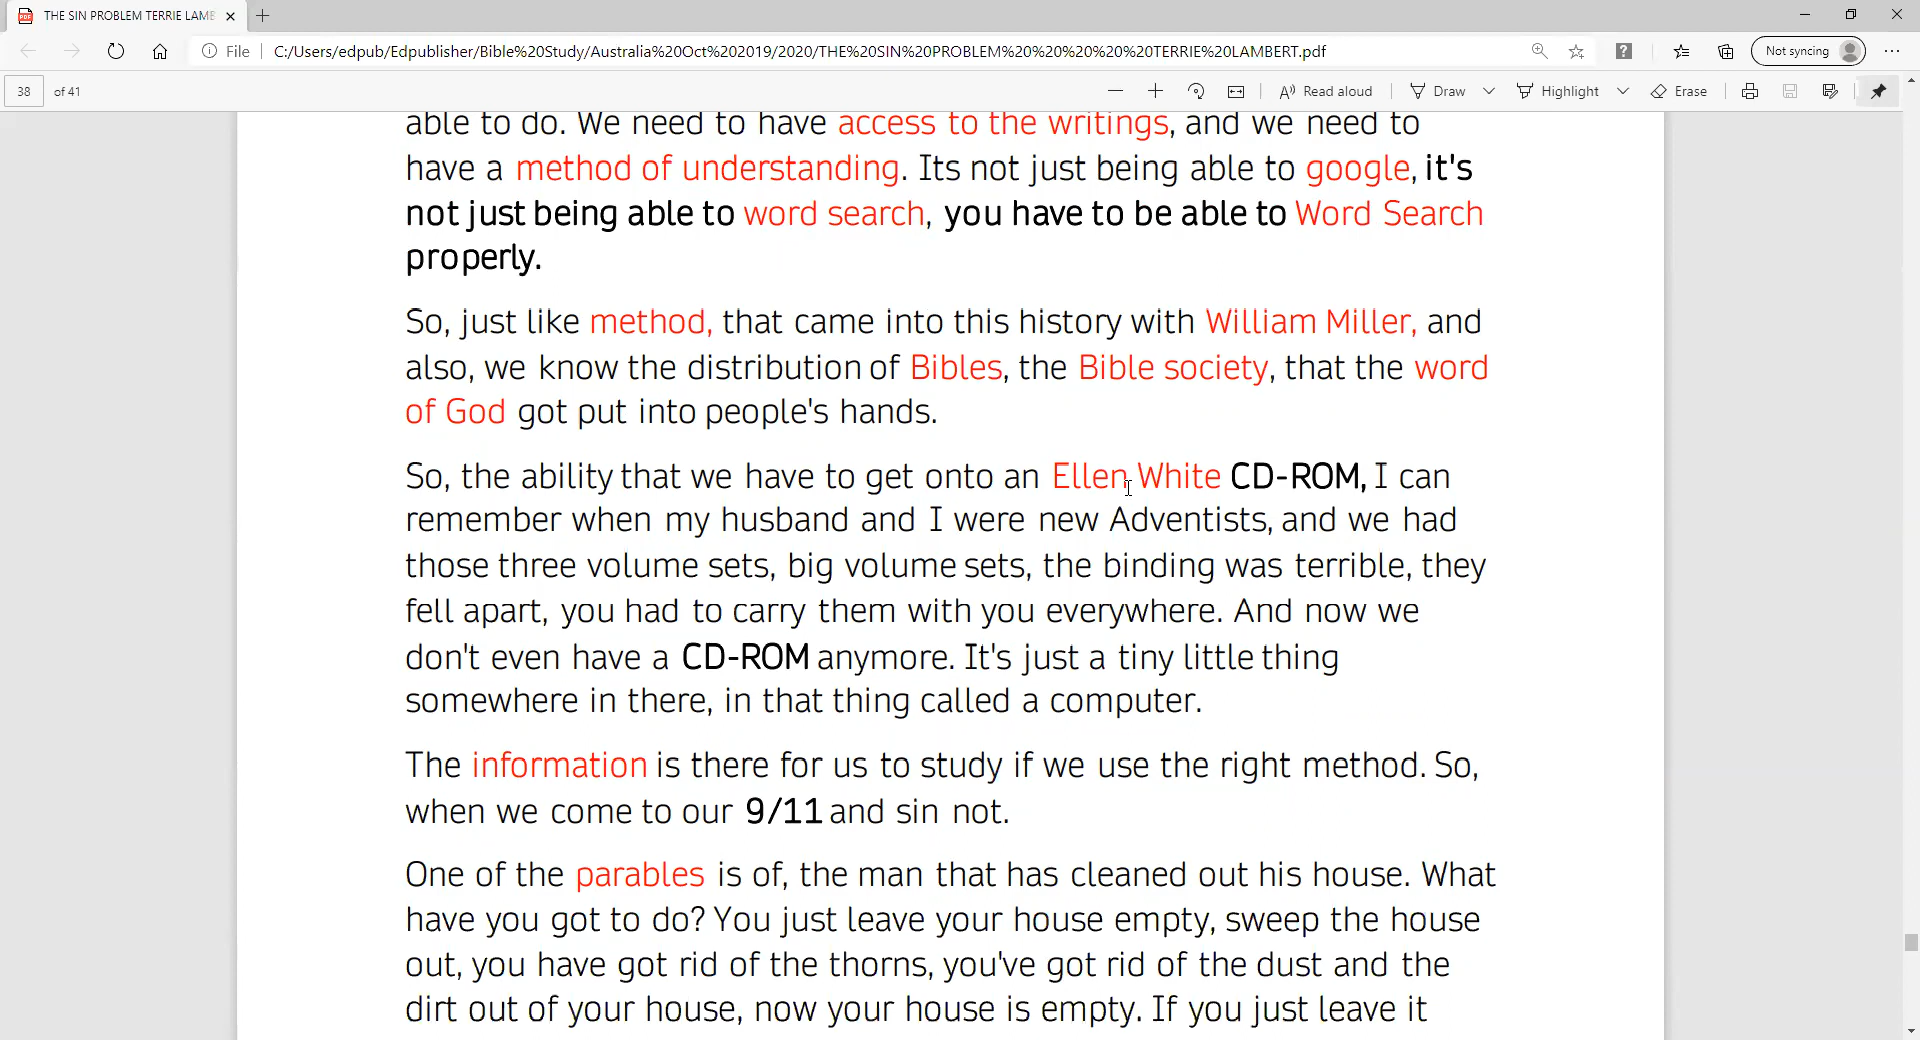 THE SIN PROBLEM TERRIE LAMB
File
C:/Users/edpub/Edpublisher/Bible%20Study/Australia%20Oct%202019/2020/THE%20SIN%20PROBLEM%20%20%20%20%20TERRIE%20LAMBERT.pdf
Not syncing
38 of 41
Read aloud
Draw
Highlight
Erase
able to do. We need to have access to the writings, and we need to
have a method of understanding. Its not just being able to google, it's
not just being able to word search, you have to be able to Word Search
properly.
So, just like method, that came into this history with William Miller, and
also, we know the distribution of Bibles, the Bible society, that the word
of God got put into people's hands.
So, the ability that we have to get onto an Ellen White CD-ROM, I can
remember when my husband and I were new Adventists, and we had
those three volume sets, big volume sets, the binding was terrible, they
fell apart, you had to carry them with you everywhere. And now we
don't even have a CD-ROM anymore. It's just a tiny little thing
somewhere in there, in that thing called a computer.
The information is there for us to study if we use the right method. So,
when we come to our 9/11 and sin not.
One of the parables is of, the man that has cleaned out his house. What
have you got to do? You just leave your house empty, sweep the house
out, you have got rid of the thorns, you've got rid of the dust and the
dirt out of your house, now your house is empty. If you just leave it